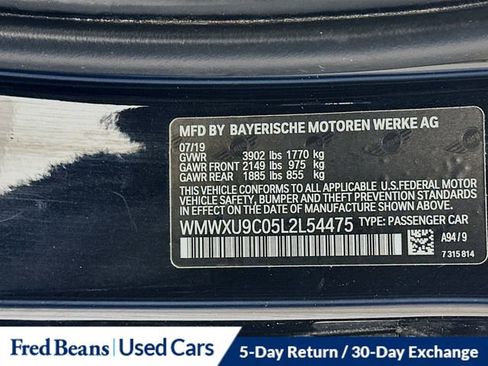 MFD BY BAYERISCHE MOTOREN WERKE AG
07/19
GVWR 3902 lbs 1770 kg
GAWR FRONT 2149 lbs 975 kg
GAWR REAR 1885 lbs 855 kg
THIS VEHICLE CONFORMS TO ALL APPLICABLE U.S. FEDERAL MOTOR
VEHICLE SAFETY, BUMPER AND THEFT PREVENTION STANDARDS
IN EFFECT ON THE DATE OF MANUFACTURE SHOWN ABOVE.
WMWXU9C05L2L54475 TYPE: PASSENGER CAR
A94/9
7315814
Fred Beans Used Cars 5-Day Return / 30-Day Exchange